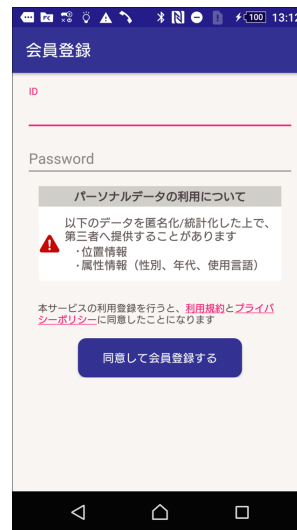 100 13:12
会員登録
ID
Password
パーソナルデータの利用について
以下のデータを匿名化/統計化した上で、
第三者へ提供することがあります
・位置情報
・属性情報（性別、年代、使用言語）
本サービスの利用登録を行うと、利用規約とプライバ
シーポリシーに同意したことになります
同意して会員登録する